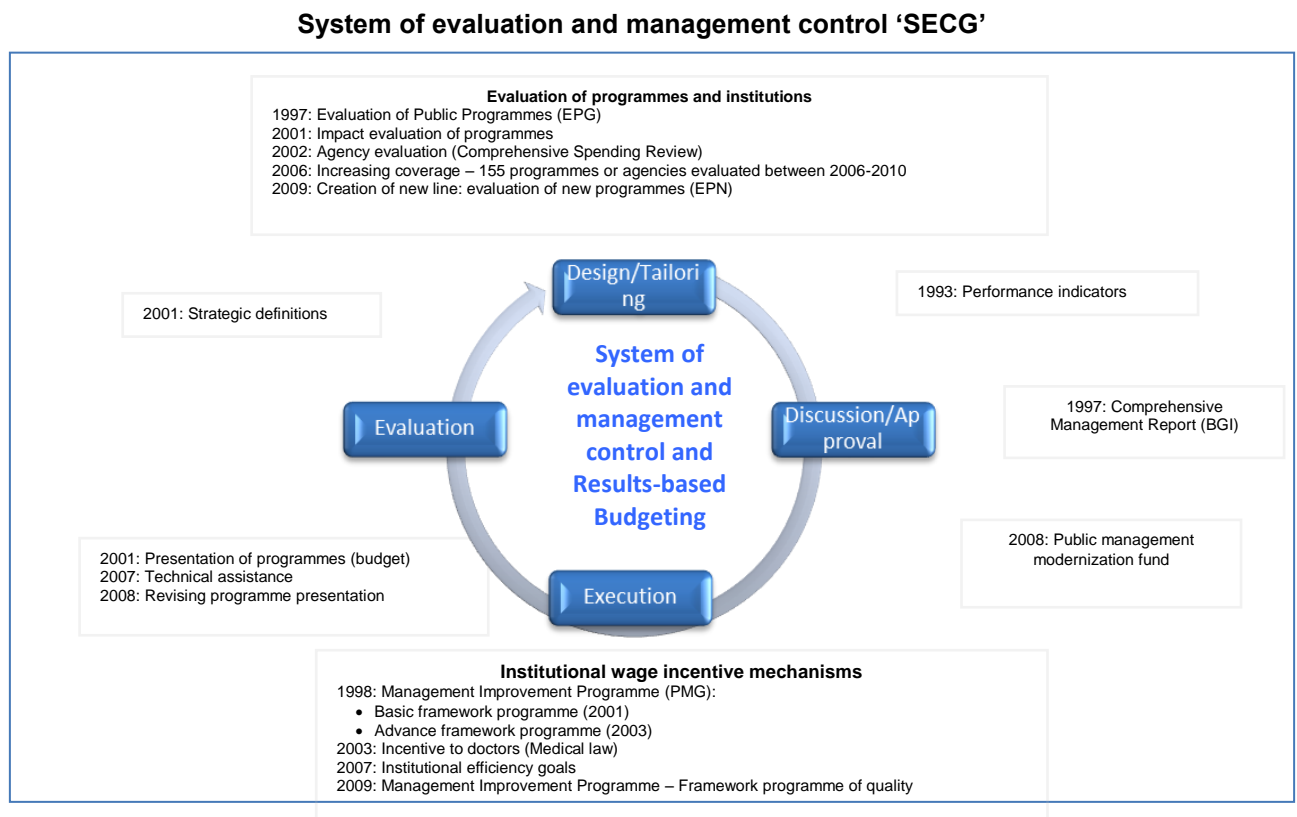 System of evaluation and management control ‘SECG’
Evaluation of programmes and institutions
1997: Evaluation of Public Programmes (EPG)
2001: Impact evaluation of programmes
2002: Agency evaluation (Comprehensive Spending Review)
2006: Increasing coverage – 155 programmes or agencies evaluated between 2006-2010
2009: Creation of new line: evaluation of new programmes (EPN)
Design/Tailori
ng
1993: Performance indicators
2001: Strategic definitions
System of
evaluation and
management
control and
Results-based
Budgeting
Evaluation
Discussion/Ap
proval
1997: Comprehensive
Management Report (BGI)
2008: Public management
modernization fund
2001: Presentation of programmes (budget)
2007: Technical assistance
2008: Revising programme presentation
Execution
Institutional wage incentive mechanisms
1998: Management Improvement Programme (PMG):
• Basic framework programme (2001)
• Advance framework programme (2003)
2003: Incentive to doctors (Medical law)
2007: Institutional efficiency goals
2009: Management Improvement Programme – Framework programme of quality